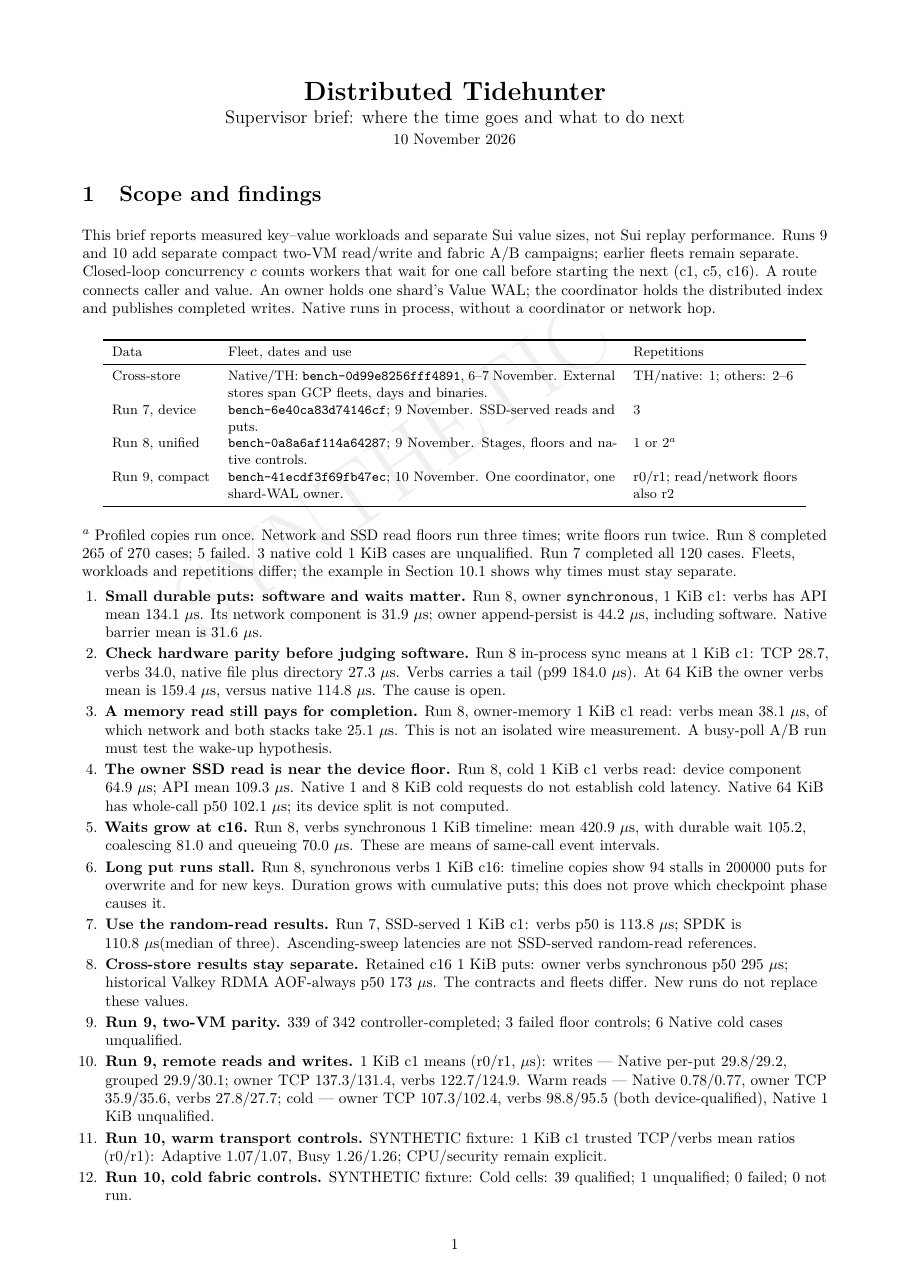 Distributed Tidehunter
Supervisor brief: where the time goes and what to do next
10 November 2026
1 Scope and findings
This brief reports measured key–value workloads and separate Sui value sizes, not Sui replay performance. Runs 9
and 10 add separate compact two-VM read/write and fabric A/B campaigns; earlier fleets remain separate.
Closed-loop concurrency c counts workers that wait for one call before starting the next (c1, c5, c16). A route
connects caller and value. An owner holds one shard's Value WAL; the coordinator holds the distributed index
and publishes completed writes. Native runs in process, without a coordinator or network hop.
SYNTHETIC
Data Fleet, dates and use Repetitions
Cross-store Native/TH: bench-0d99e8256fff4891, 6–7 November. External TH/native: 1; others: 2–6
stores span GCP fleets, days and binaries.
Run 7, device bench-6e40ca83d74146cf; 9 November. SSD-served reads and 3
puts.
Run 8, unified bench-0a8a6af114a64287; 9 November. Stages, floors and na- 1 or 2a
tive controls.
Run 9, compact bench-41ecdf3f69fb47ec; 10 November. One coordinator, one r0/r1; read/network floors
shard-WAL owner. also r2
a Profiled copies run once. Network and SSD read floors run three times; write floors run twice. Run 8 completed
265 of 270 cases; 5 failed. 3 native cold 1 KiB cases are unqualified. Run 7 completed all 120 cases. Fleets,
workloads and repetitions differ; the example in Section 10.1 shows why times must stay separate.
1. Small durable puts: software and waits matter. Run 8, owner synchronous, 1 KiB c1: verbs has API
mean 134.1 μs. Its network component is 31.9 μs; owner append-persist is 44.2 μs, including software. Native
barrier mean is 31.6 μs.
2. Check hardware parity before judging software. Run 8 in-process sync means at 1 KiB c1: TCP 28.7,
verbs 34.0, native file plus directory 27.3 μs. Verbs carries a tail (p99 184.0 μs). At 64 KiB the owner verbs
mean is 159.4 μs, versus native 114.8 μs. The cause is open.
3. A memory read still pays for completion. Run 8, owner-memory 1 KiB c1 read: verbs mean 38.1 μs, of
which network and both stacks take 25.1 μs. This is not an isolated wire measurement. A busy-poll A/B run
must test the wake-up hypothesis.
4. The owner SSD read is near the device floor. Run 8, cold 1 KiB c1 verbs read: device component
64.9 μs; API mean 109.3 μs. Native 1 and 8 KiB cold requests do not establish cold latency. Native 64 KiB
has whole-call p50 102.1 μs; its device split is not computed.
5. Waits grow at c16. Run 8, verbs synchronous 1 KiB timeline: mean 420.9 μs, with durable wait 105.2,
coalescing 81.0 and queueing 70.0 μs. These are means of same-call event intervals.
6. Long put runs stall. Run 8, synchronous verbs 1 KiB c16: timeline copies show 94 stalls in 200000 puts for
overwrite and for new keys. Duration grows with cumulative puts; this does not prove which checkpoint phase
causes it.
7. Use the random-read results. Run 7, SSD-served 1 KiB c1: verbs p50 is 113.8 μs; SPDK is
110.8 μs(median of three). Ascending-sweep latencies are not SSD-served random-read references.
8. Cross-store results stay separate. Retained c16 1 KiB puts: owner verbs synchronous p50 295 μs;
historical Valkey RDMA AOF-always p50 173 μs. The contracts and fleets differ. New runs do not replace
these values.
9. Run 9, two-VM parity. 339 of 342 controller-completed; 3 failed floor controls; 6 Native cold cases
unqualified.
10. Run 9, remote reads and writes. 1 KiB c1 means (r0/r1, μs): writes — Native per-put 29.8/29.2,
grouped 29.9/30.1; owner TCP 137.3/131.4, verbs 122.7/124.9. Warm reads — Native 0.78/0.77, owner TCP
35.9/35.6, verbs 27.8/27.7; cold — owner TCP 107.3/102.4, verbs 98.8/95.5 (both device-qualified), Native 1
KiB unqualified.
11. Run 10, warm transport controls. SYNTHETIC fixture: 1 KiB c1 trusted TCP/verbs mean ratios
(r0/r1): Adaptive 1.07/1.07, Busy 1.26/1.26; CPU/security remain explicit.
12. Run 10, cold fabric controls. SYNTHETIC fixture: Cold cells: 39 qualified; 1 unqualified; 0 failed; 0 not
run.
1